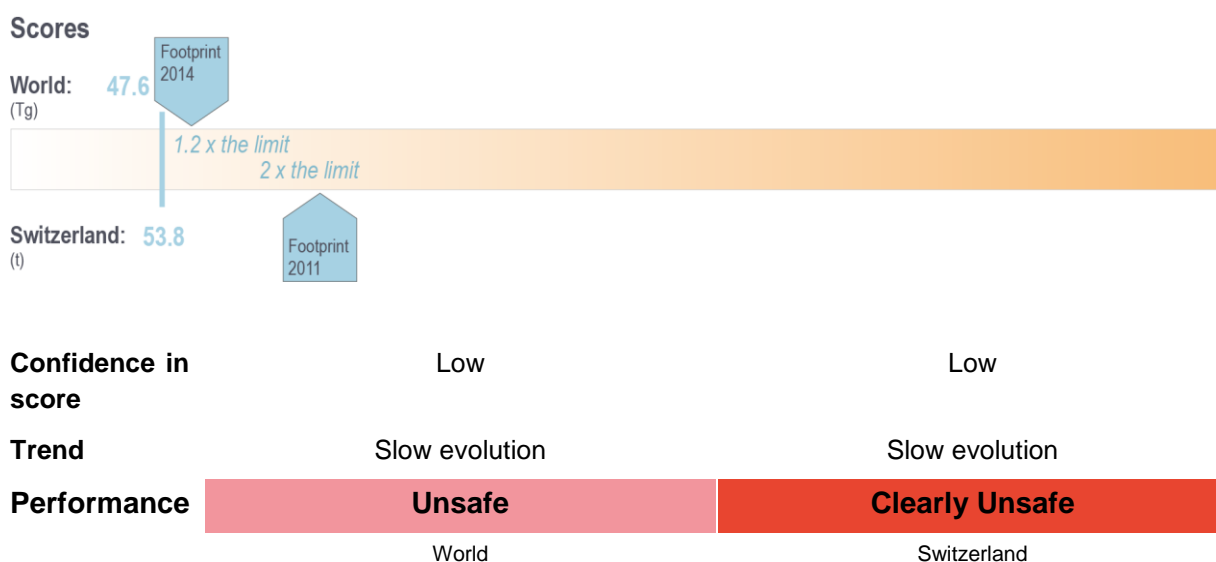 Scores
Footprint
2014
World: 47.6
(Tg)
1.2 x the limit
2 x the limit
Switzerland: 53.8
(t)
Footprint
2011
Confidence in Low Low
score
Trend Slow evolution Slow evolution
Performance Unsafe Clearly Unsafe
World Switzerland